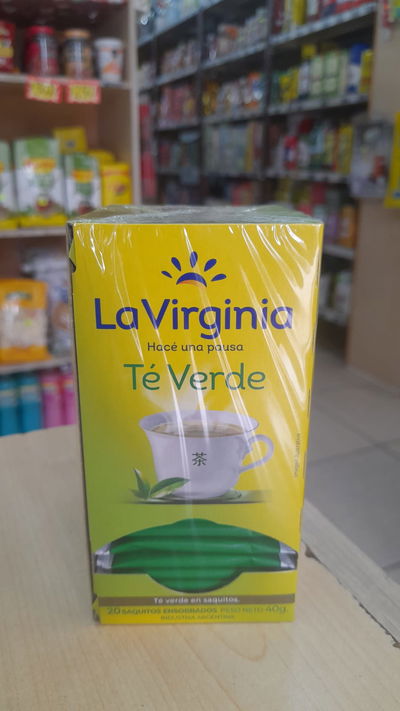 La Virginia
Hacé una pausa
Té Verde
茶
Té verde en saquitos.
20 SAQUITOS ENSOBRADOS PESO NETO 40g.
INDUSTRIA ARGENTINA